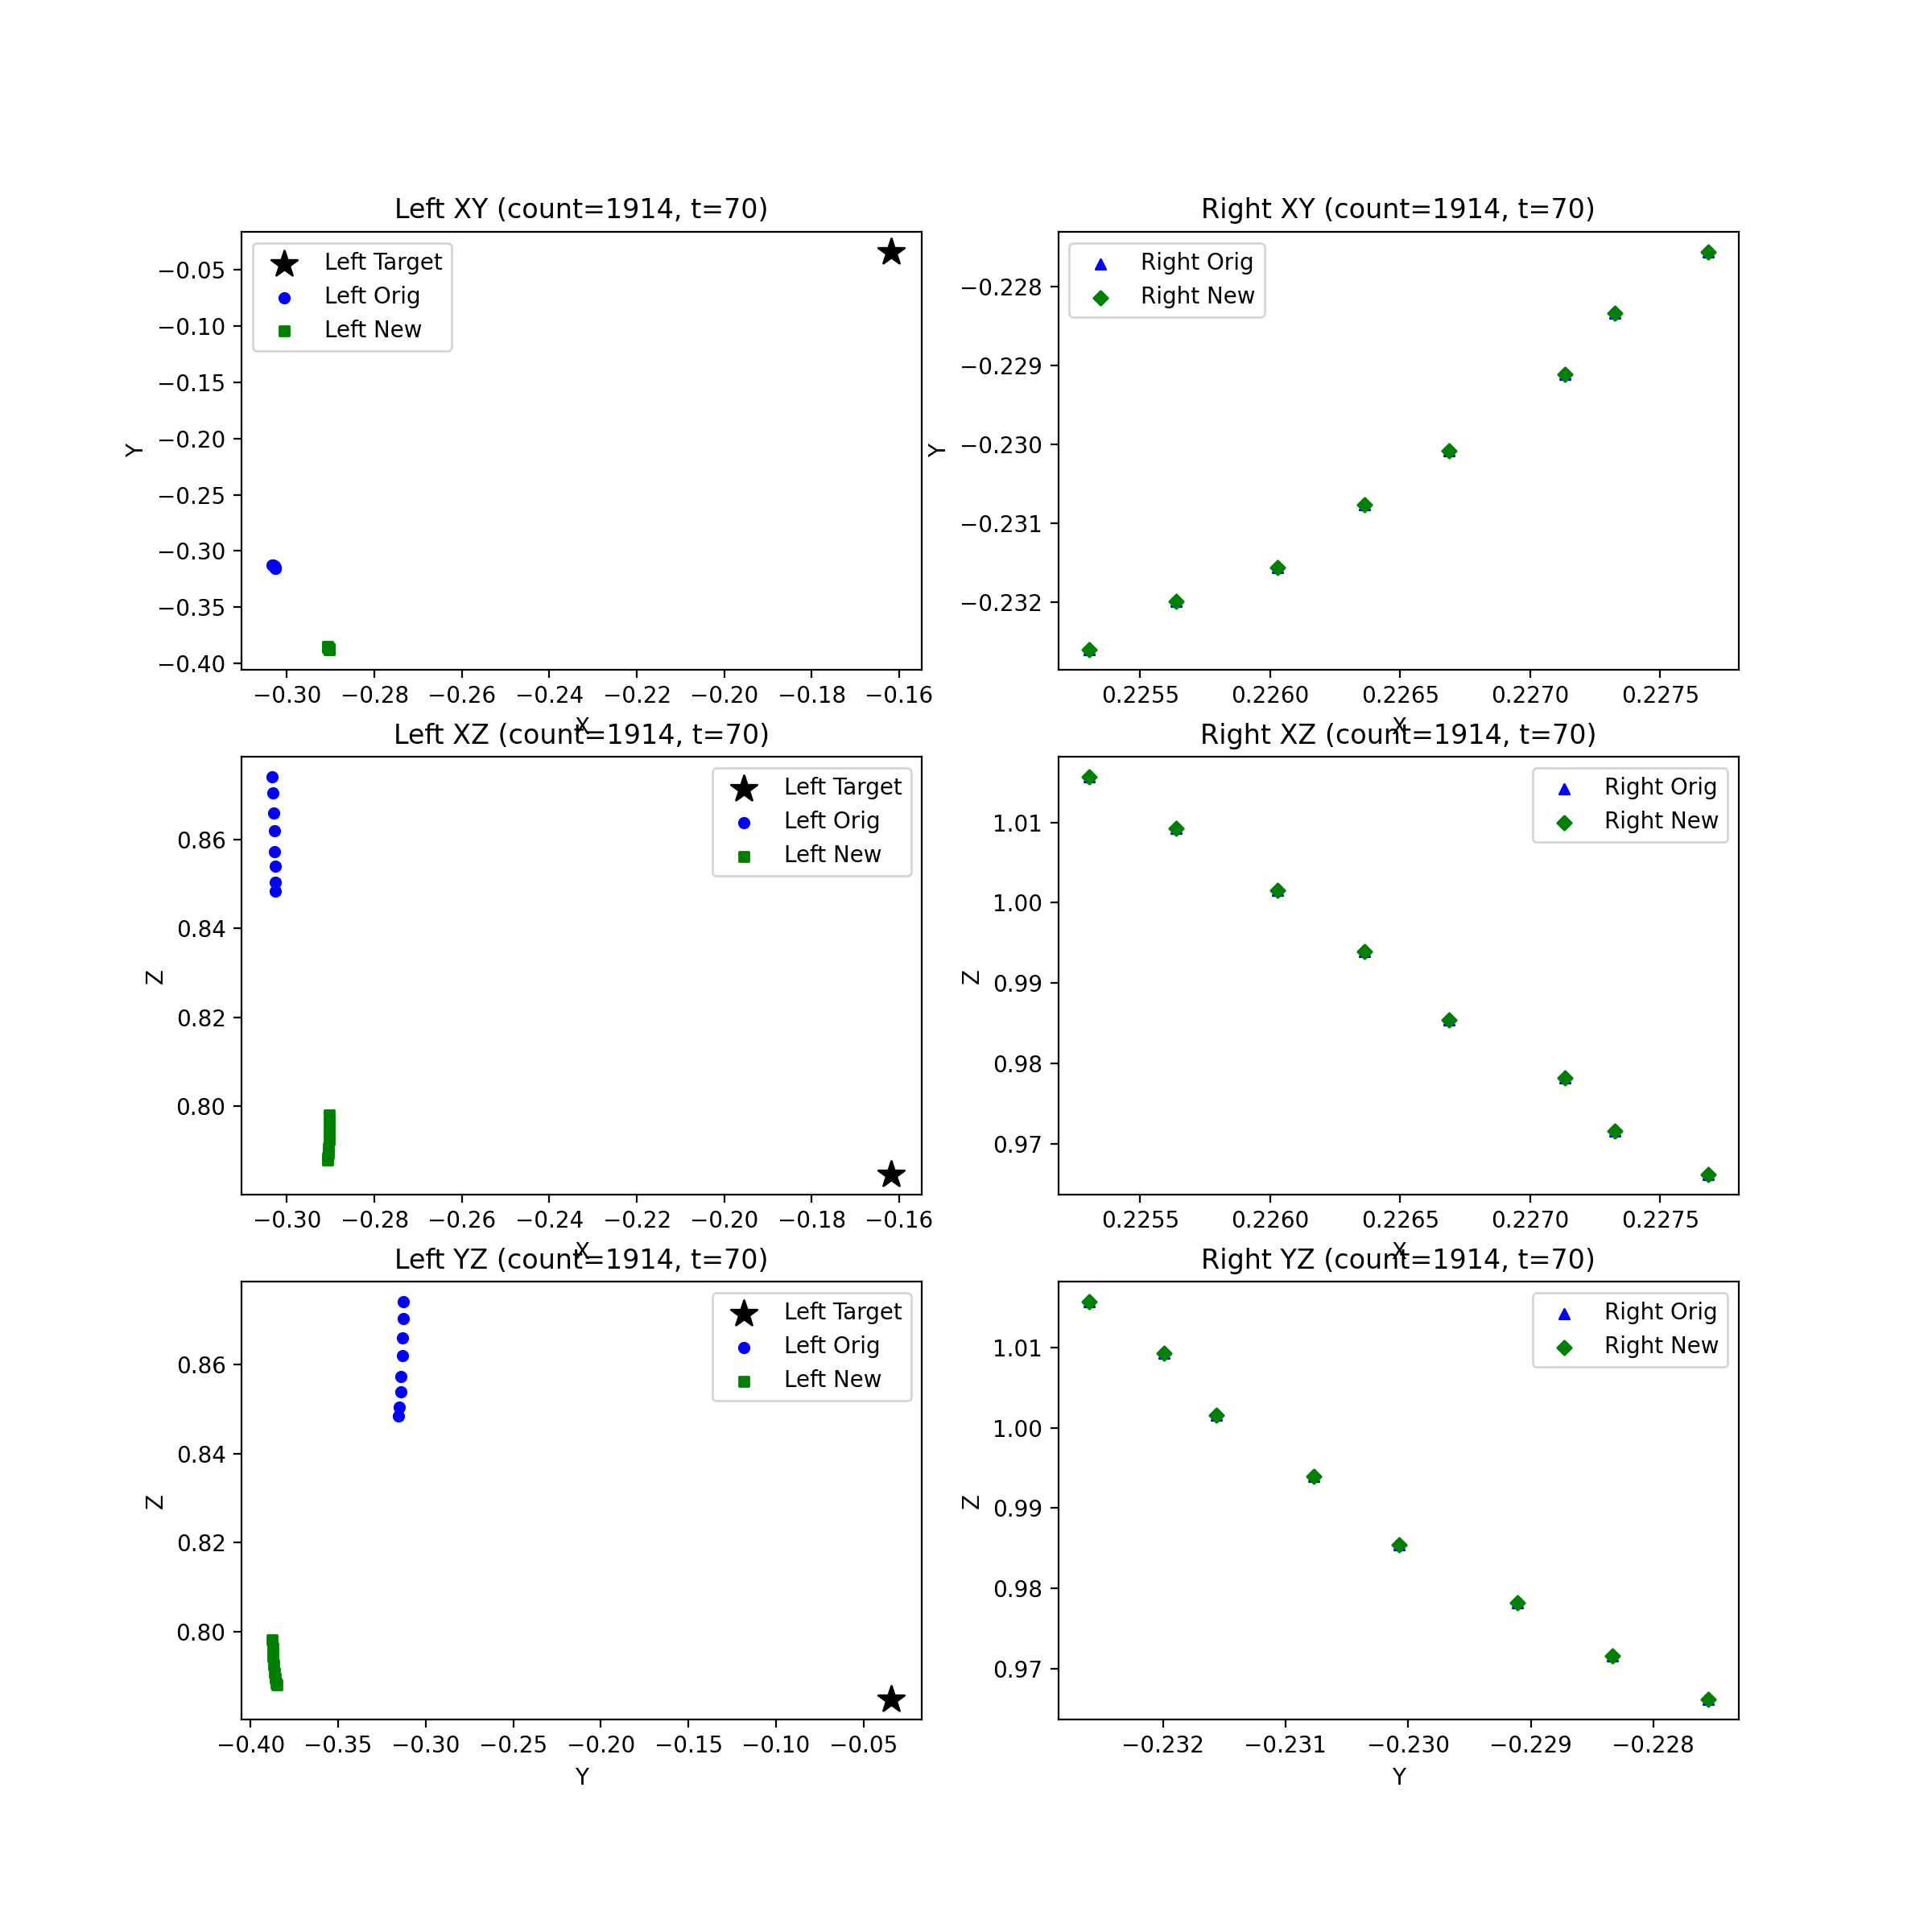 Left XY (count=1914, t=70)
Left Target
Left Orig
Left New
Y
−0.05
−0.10
−0.15
−0.20
−0.25
−0.30
−0.35
−0.40
−0.30 −0.28 −0.26 −0.24 −0.22 −0.20 −0.18 −0.16
X
Right XY (count=1914, t=70)
Right Orig
Right New
Y
−0.228
−0.229
−0.230
−0.231
−0.232
0.2255 0.2260 0.2265 0.2270 0.2275
X
Left XZ (count=1914, t=70)
Left Target
Left Orig
Left New
Z
0.86
0.84
0.82
0.80
−0.30 −0.28 −0.26 −0.24 −0.22 −0.20 −0.18 −0.16
X
Right XZ (count=1914, t=70)
Right Orig
Right New
Z
1.01
1.00
0.99
0.98
0.97
0.2255 0.2260 0.2265 0.2270 0.2275
X
Left YZ (count=1914, t=70)
Left Target
Left Orig
Left New
Z
0.86
0.84
0.82
0.80
−0.40 −0.35 −0.30 −0.25 −0.20 −0.15 −0.10 −0.05
Y
Right YZ (count=1914, t=70)
Right Orig
Right New
Z
1.01
1.00
0.99
0.98
0.97
−0.232 −0.231 −0.230 −0.229 −0.228
Y